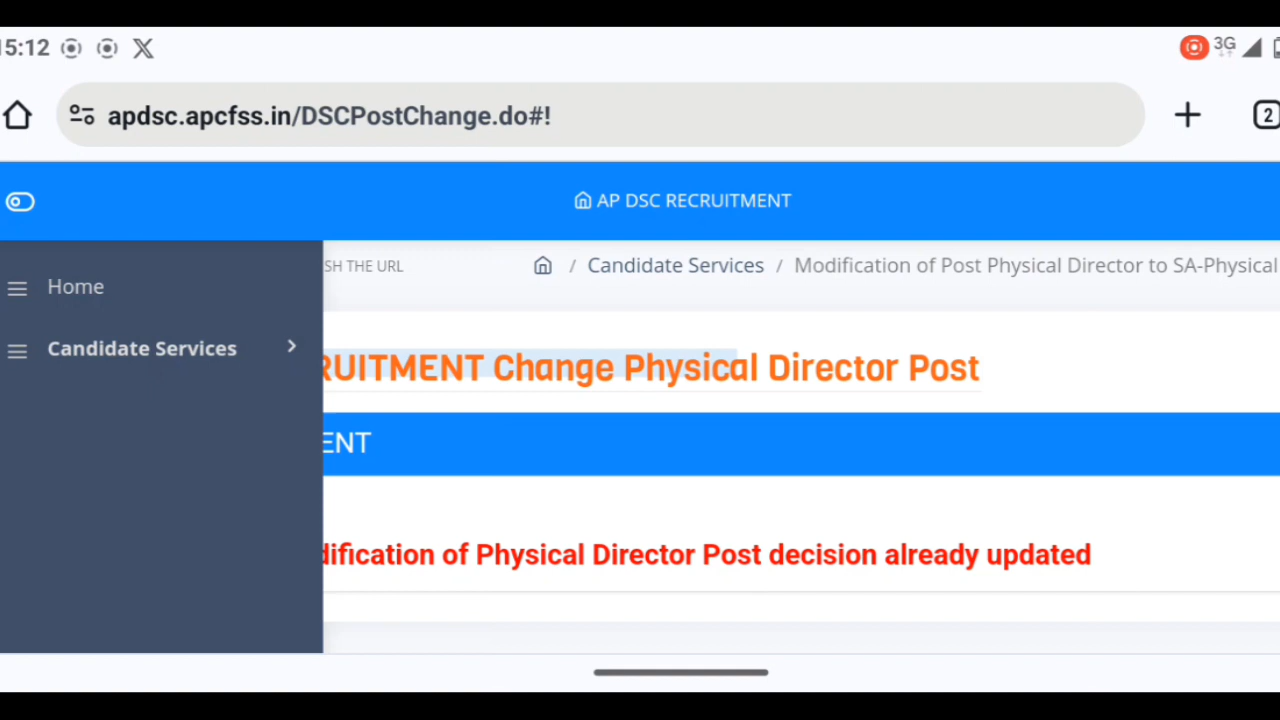 5:12
3G
apdsc.apcfss.in/DSCPostChange.do#!
2
AP DSC RECRUITMENT
Home
Candidate Services
SH THE URL
/ Candidate Services / Modification of Post Physical Director to SA-Physical
RUITMENT Change Physical Director Post
ENT
dification of Physical Director Post decision already updated